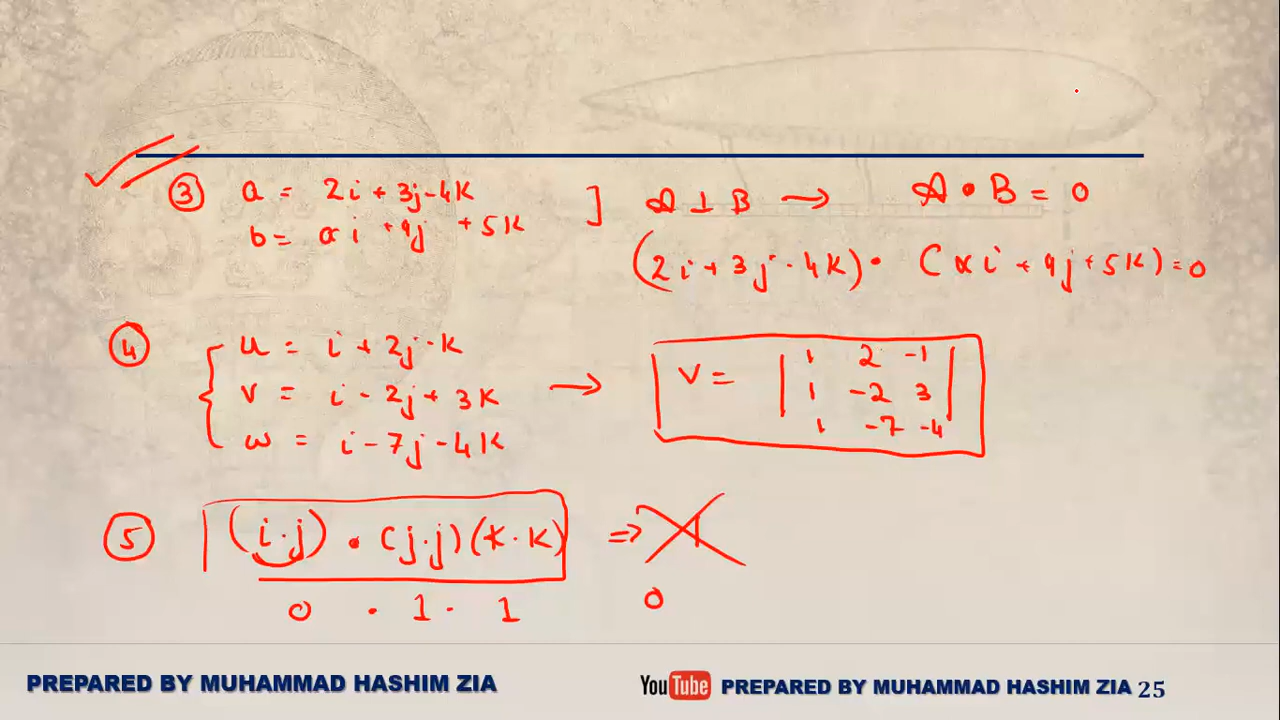 ③ a = 2i + 3j - 4k ] A ⊥ B → A • B = 0
b = αi + 4j + 5k (2i + 3j - 4k) • (αi + 4j + 5k) = 0
④ u = i + 2j - k
v = i - 2j + 3k → V = | 1 2 -1 |
| 1 -2 3 |
w = i - 7j - 4k | 1 -7 -4 |
⑤ (i . j) • (j . j) (k . k) ⇒
0 . 1 . 1 0
PREPARED BY MUHAMMAD HASHIM ZIA
YouTube PREPARED BY MUHAMMAD HASHIM ZIA 25